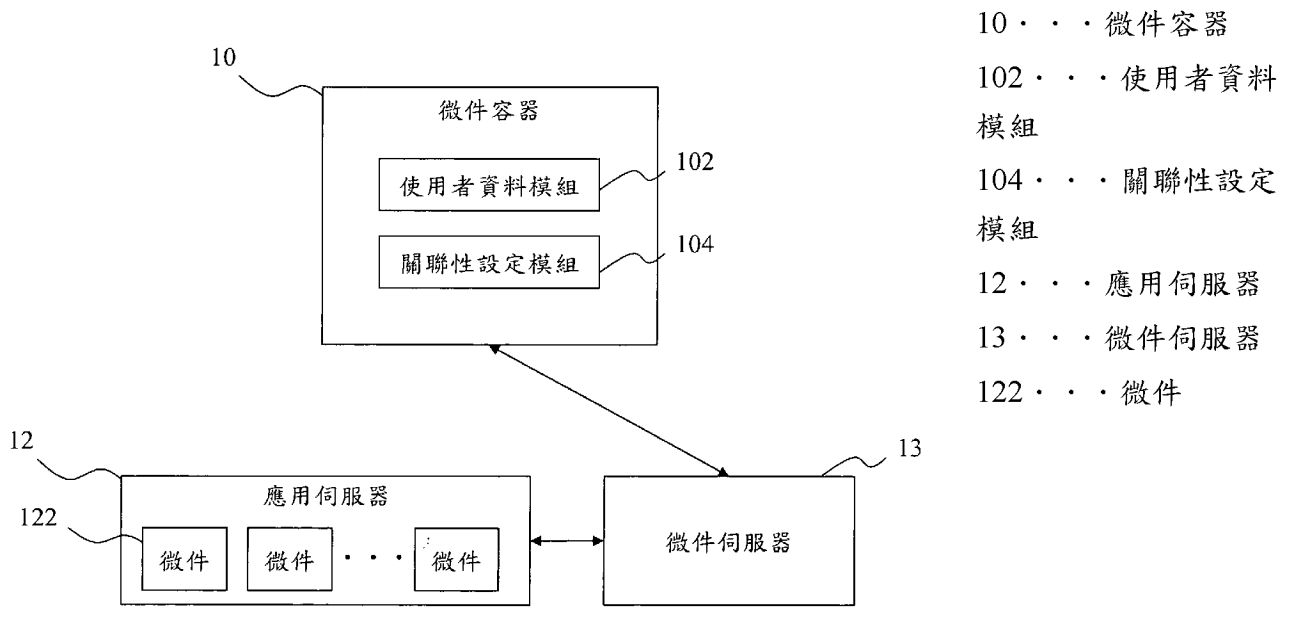 10
微件容器
102
使用者資料模組
104
關聯性設定模組
12
應用伺服器
122
微件
微件
· · ·
微件
13
微件伺服器
10 · · · 微件容器
102 · · · 使用者資料
模組
104 · · · 關聯性設定
模組
12 · · · 應用伺服器
13 · · · 微件伺服器
122 · · · 微件